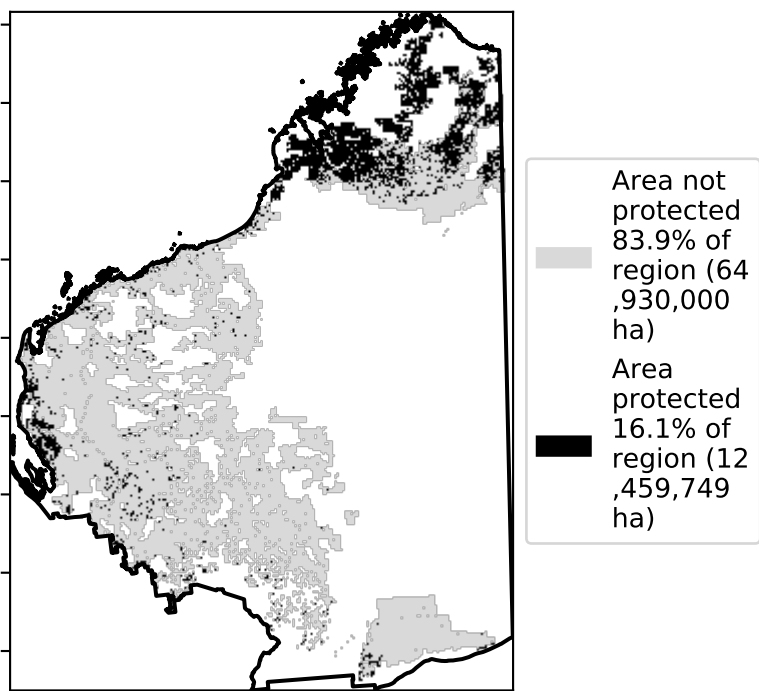 Area not
protected
83.9% of
region (64
,930,000
ha)
Area
protected
16.1% of
region (12
,459,749
ha)